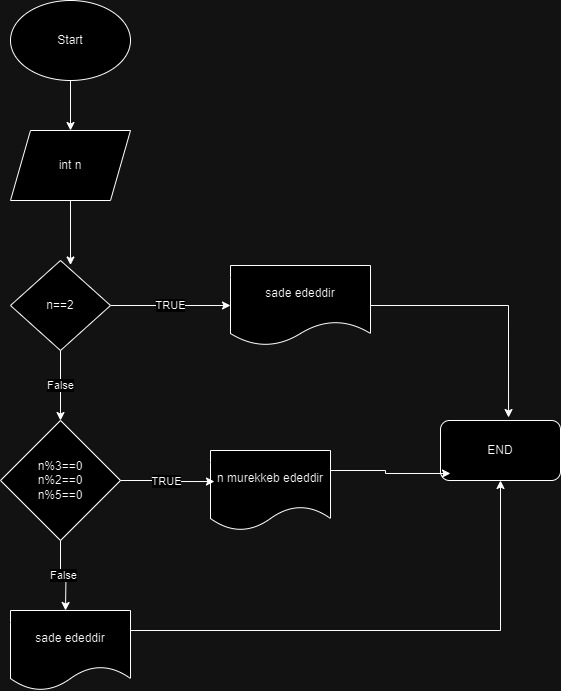 Start
int n
n==2
TRUE
sade ededdir
False
END
n%3==0
n%2==0
n%5==0
TRUE
n murekkeb ededdir
False
sade ededdir